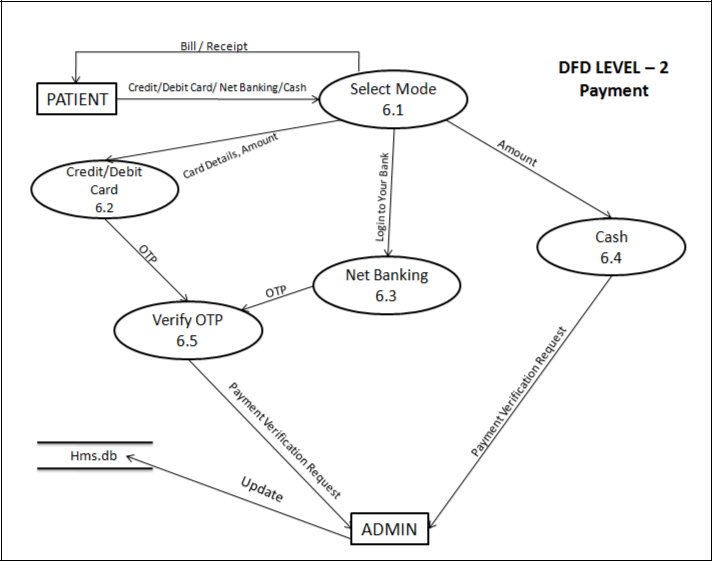 Bill / Receipt
DFD LEVEL – 2
Payment
PATIENT
Credit/Debit Card/ Net Banking/Cash
Select Mode
6.1
Card Details, Amount
Login to Your Bank
Amount
Credit/Debit
Card
6.2
Cash
6.4
OTP
Net Banking
6.3
OTP
Verify OTP
6.5
Payment Verification Request
Payment Verification Request
Hms.db
Update
ADMIN